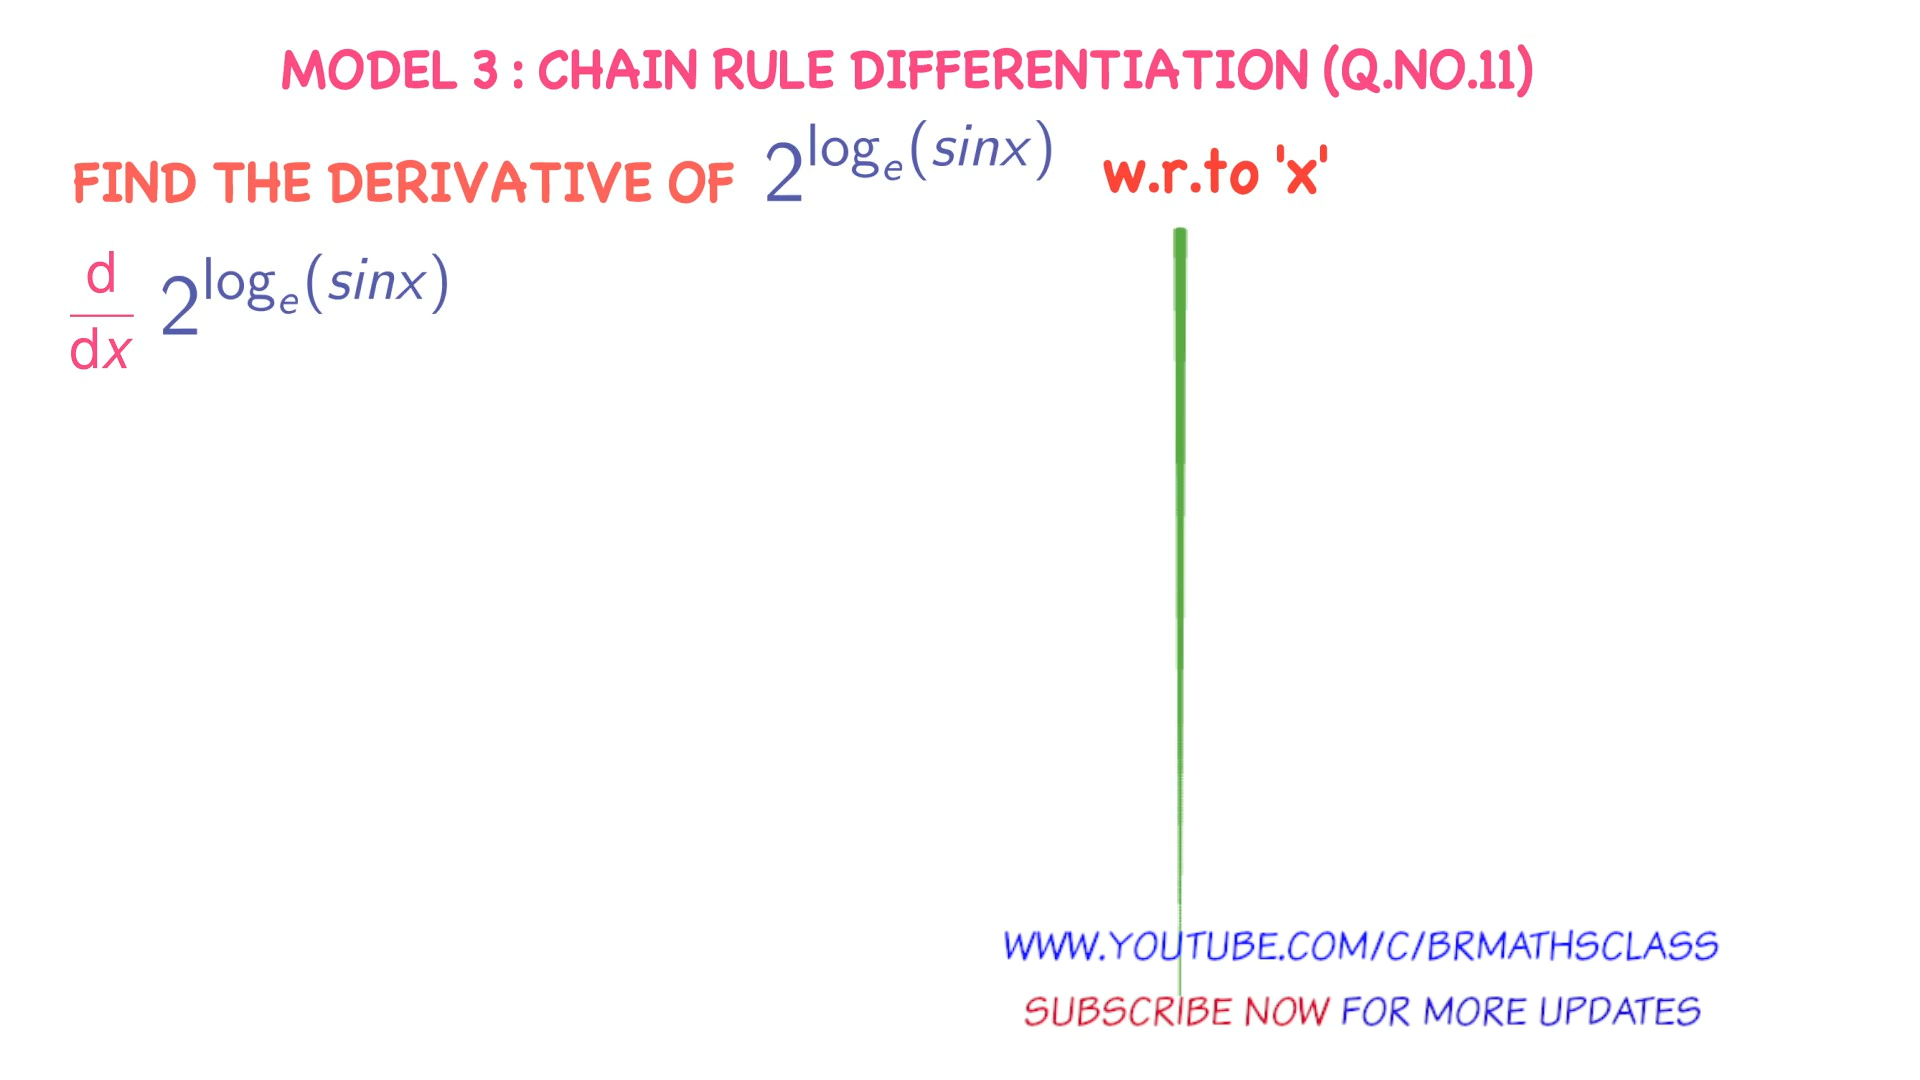 MODEL 3 : CHAIN RULE DIFFERENTIATION (Q.NO.11)
FIND THE DERIVATIVE OF 2^{log_e(sinx)} w.r.to 'x'
\frac{d}{dx} 2^{log_e(sinx)}
WWW.YOUTUBE.COM/C/BRMATHSCLASS
SUBSCRIBE NOW FOR MORE UPDATES